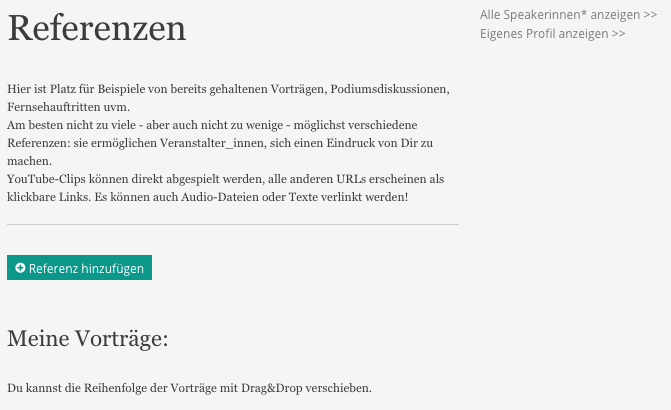 Referenzen
Alle Speakerinnen* anzeigen >>
Eigenes Profil anzeigen >>
Hier ist Platz für Beispiele von bereits gehaltenen Vorträgen, Podiumsdiskussionen,
Fernsehauftritten uvm.
Am besten nicht zu viele - aber auch nicht zu wenige - möglichst verschiedene
Referenzen: sie ermöglichen Veranstalter_innen, sich einen Eindruck von Dir zu
machen.
YouTube-Clips können direkt abgespielt werden, alle anderen URLs erscheinen als
klickbare Links. Es können auch Audio-Dateien oder Texte verlinkt werden!
Referenz hinzufügen
Meine Vorträge:
Du kannst die Reihenfolge der Vorträge mit Drag&Drop verschieben.